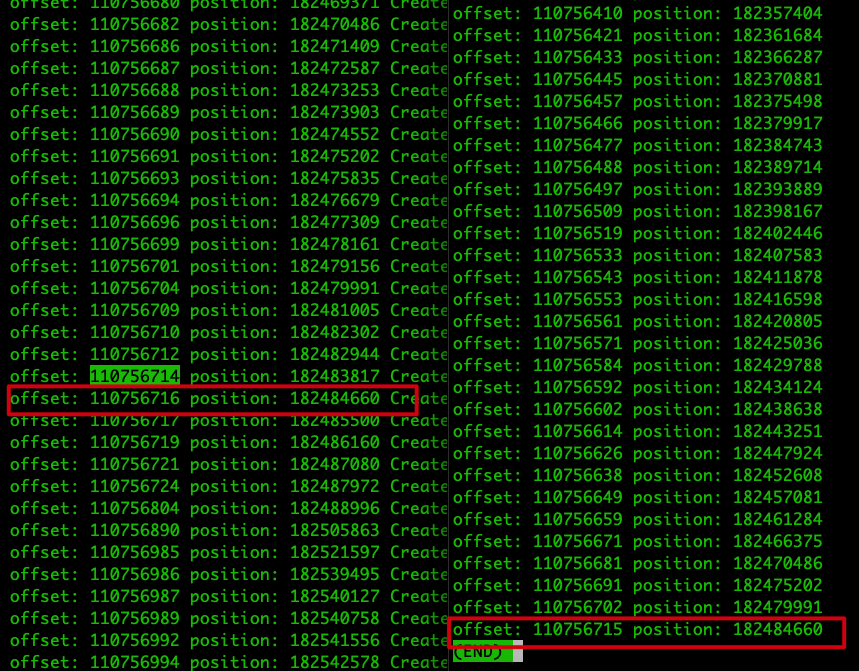 offset: 110756680 position: 182469371 Create
offset: 110756682 position: 182470486 Create
offset: 110756686 position: 182471409 Create
offset: 110756687 position: 182472587 Create
offset: 110756688 position: 182473253 Create
offset: 110756689 position: 182473903 Create
offset: 110756690 position: 182474552 Create
offset: 110756691 position: 182475202 Create
offset: 110756693 position: 182475835 Create
offset: 110756694 position: 182476679 Create
offset: 110756696 position: 182477309 Create
offset: 110756699 position: 182478161 Create
offset: 110756701 position: 182479156 Create
offset: 110756704 position: 182479991 Create
offset: 110756709 position: 182481005 Create
offset: 110756710 position: 182482302 Create
offset: 110756712 position: 182482944 Create
offset: 110756714 position: 182483817 Create
offset: 110756716 position: 182484660 Create
offset: 110756717 position: 182485500 Create
offset: 110756719 position: 182486160 Create
offset: 110756721 position: 182487080 Create
offset: 110756724 position: 182487972 Create
offset: 110756804 position: 182488996 Create
offset: 110756890 position: 182505863 Create
offset: 110756985 position: 182521597 Create
offset: 110756986 position: 182539495 Create
offset: 110756987 position: 182540127 Create
offset: 110756989 position: 182540758 Create
offset: 110756992 position: 182541556 Create
offset: 110756994 position: 182542578 Create
offset: 110756410 position: 182357404
offset: 110756421 position: 182361684
offset: 110756433 position: 182366287
offset: 110756445 position: 182370881
offset: 110756457 position: 182375498
offset: 110756466 position: 182379917
offset: 110756477 position: 182384743
offset: 110756488 position: 182389714
offset: 110756497 position: 182393889
offset: 110756509 position: 182398167
offset: 110756519 position: 182402446
offset: 110756533 position: 182407583
offset: 110756543 position: 182411878
offset: 110756553 position: 182416598
offset: 110756561 position: 182420805
offset: 110756571 position: 182425036
offset: 110756584 position: 182429788
offset: 110756592 position: 182434124
offset: 110756602 position: 182438638
offset: 110756614 position: 182443251
offset: 110756626 position: 182447924
offset: 110756638 position: 182452608
offset: 110756649 position: 182457081
offset: 110756659 position: 182461284
offset: 110756671 position: 182466375
offset: 110756681 position: 182470486
offset: 110756691 position: 182475202
offset: 110756702 position: 182479991
offset: 110756715 position: 182484660
(END)